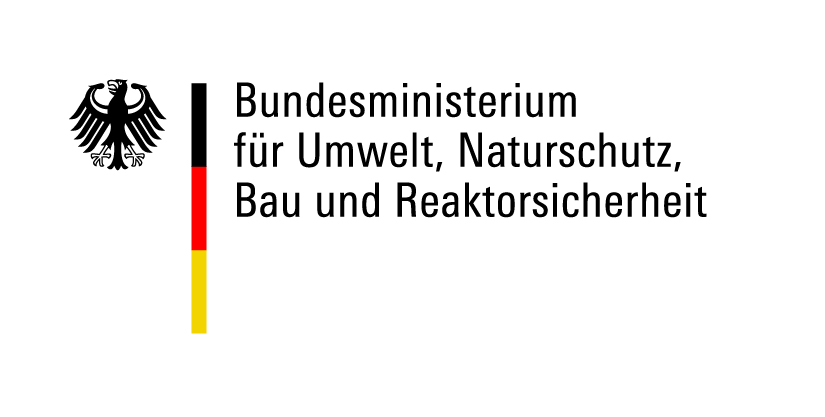 Bundesministerium
für Umwelt, Naturschutz,
Bau und Reaktorsicherheit